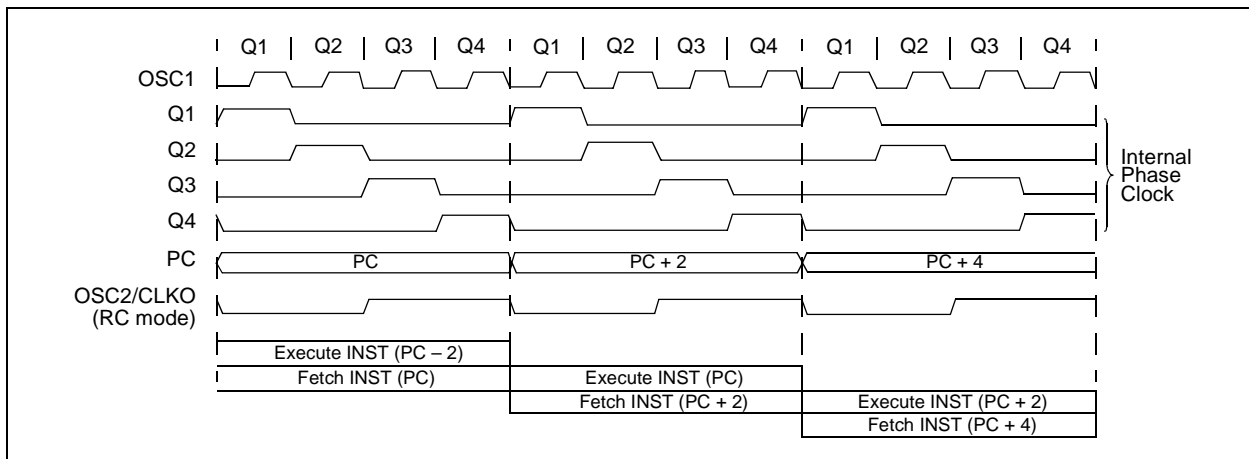 Q1 | Q2 | Q3 | Q4 | Q1 | Q2 | Q3 | Q4 | Q1 | Q2 | Q3 | Q4
OSC1
Q1
Q2
Q3
Q4
Internal
Phase
Clock
PC
PC
PC + 2
PC + 4
OSC2/CLKO
(RC mode)
Execute INST (PC – 2)
Fetch INST (PC)
Execute INST (PC)
Fetch INST (PC + 2)
Execute INST (PC + 2)
Fetch INST (PC + 4)